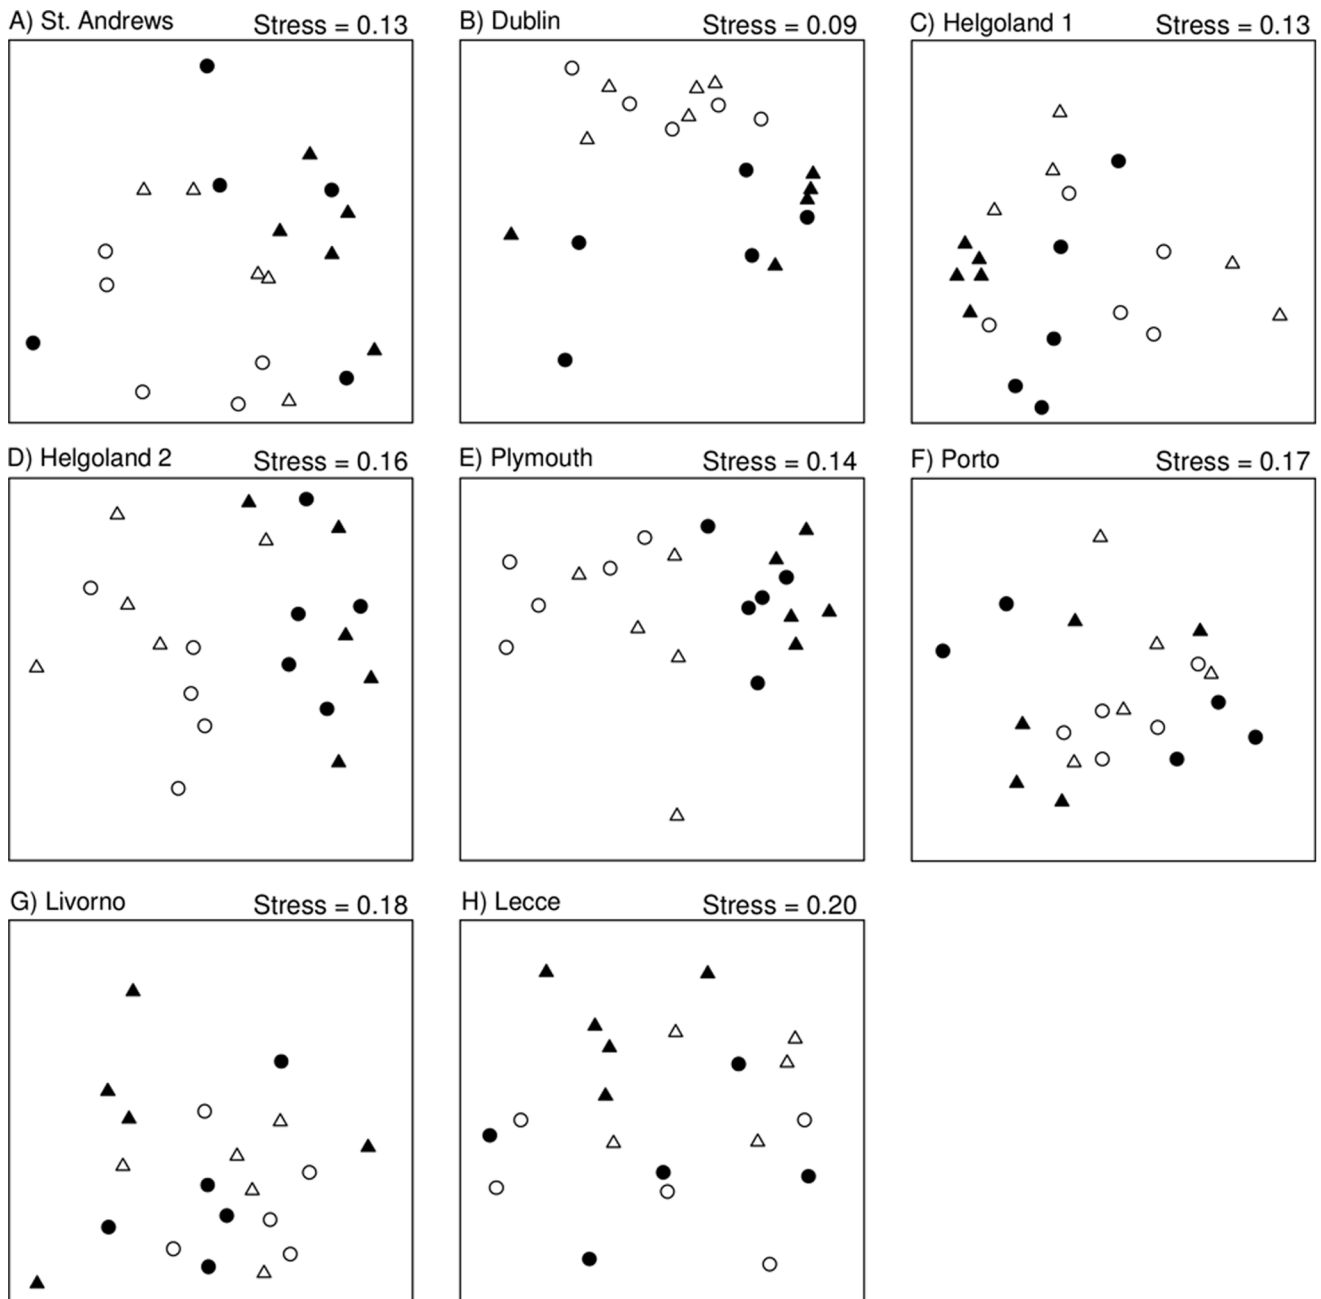 A) St. Andrews Stress = 0.13
B) Dublin Stress = 0.09
C) Helgoland 1 Stress = 0.13
D) Helgoland 2 Stress = 0.16
E) Plymouth Stress = 0.14
F) Porto Stress = 0.17
G) Livorno Stress = 0.18
H) Lecce Stress = 0.20